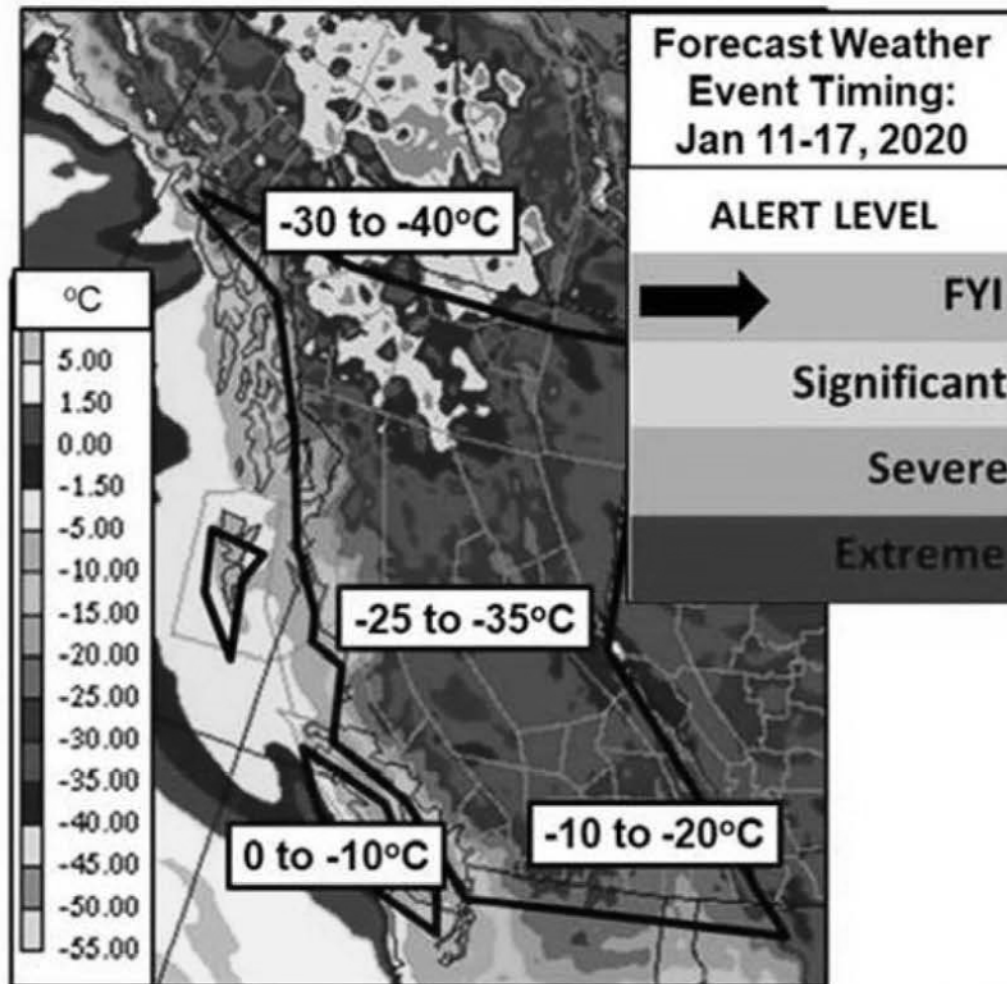 Forecast Weather
Event Timing:
Jan 11-17, 2020
ALERT LEVEL
FYI
Significant
Severe
Extreme
-30 to -40°C
-25 to -35°C
-10 to -20°C
0 to -10°C
°C
5.00
1.50
0.00
-1.50
-5.00
-10.00
-15.00
-20.00
-25.00
-30.00
-35.00
-40.00
-45.00
-50.00
-55.00